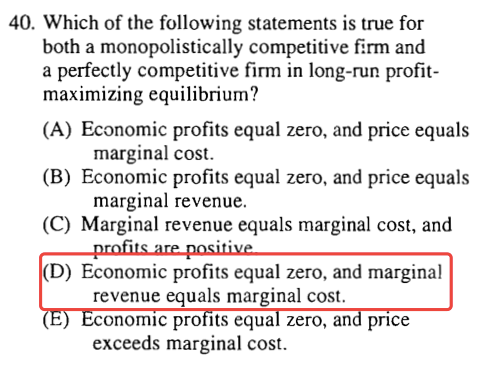 40. Which of the following statements is true for
both a monopolistically competitive firm and
a perfectly competitive firm in long-run profit-
maximizing equilibrium?
(A) Economic profits equal zero, and price equals
marginal cost.
(B) Economic profits equal zero, and price equals
marginal revenue.
(C) Marginal revenue equals marginal cost, and
profits are positive.
(D) Economic profits equal zero, and marginal
revenue equals marginal cost.
(E) Economic profits equal zero, and price
exceeds marginal cost.